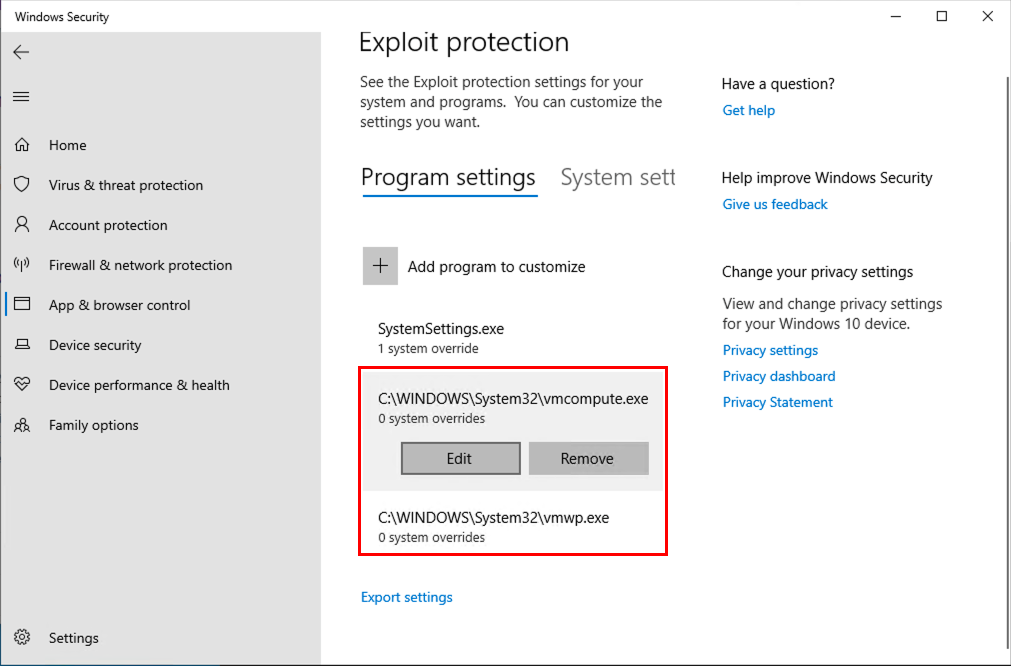 Windows Security
Home
Virus & threat protection
Account protection
Firewall & network protection
App & browser control
Device security
Device performance & health
Family options
Settings
Exploit protection
See the Exploit protection settings for your
system and programs. You can customize the
settings you want.
Program settings
System sett
Add program to customize
SystemSettings.exe
1 system override
C:\WINDOWS\System32\vmcompute.exe
0 system overrides
Edit
Remove
C:\WINDOWS\System32\vmwp.exe
0 system overrides
Export settings
Have a question?
Get help
Help improve Windows Security
Give us feedback
Change your privacy settings
View and change privacy settings
for your Windows 10 device.
Privacy settings
Privacy dashboard
Privacy Statement